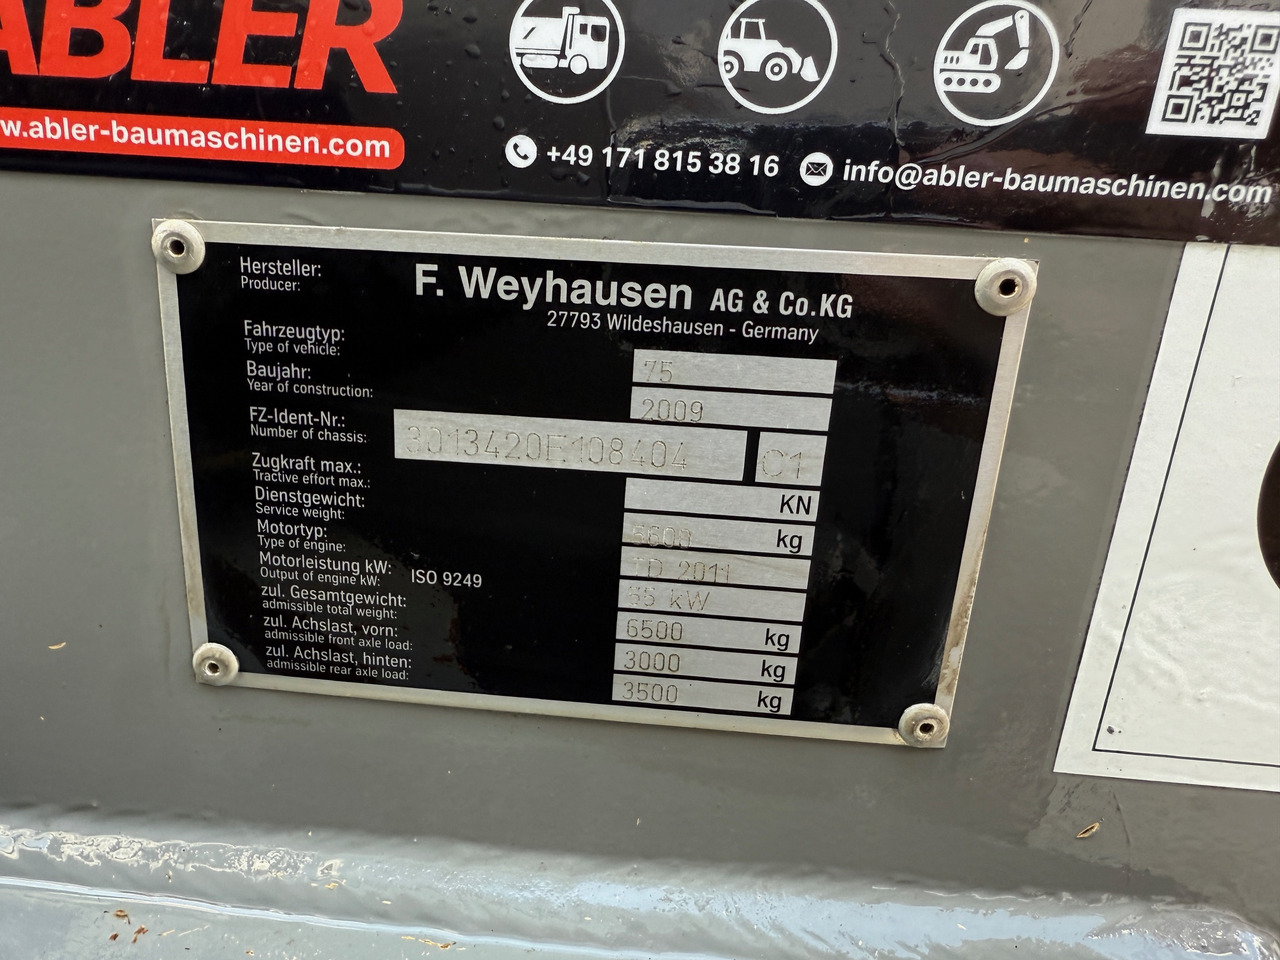 ABLER
w.abler-baumaschinen.com
+49 171 815 38 16
info@abler-baumaschinen.com
Hersteller:
Producer:
F. Weyhausen AG & Co.KG
27793 Wildeshausen - Germany
Fahrzeugtyp:
Type of vehicle:
75
Baujahr:
Year of construction:
2009
FZ-Ident-Nr.:
Number of chassis:
3013420E108404 C1
Zugkraft max.:
Tractive effort max.:
KN
Dienstgewicht:
Service weight:
5600 kg
Motortyp:
Type of engine:
TD 2011
Motorleistung kW:
Output of engine kW:
ISO 9249
55 kW
zul. Gesamtgewicht:
admissible total weight:
6500 kg
zul. Achslast, vorn:
admissible front axle load:
3000 kg
zul. Achslast, hinten:
admissible rear axle load:
3500 kg